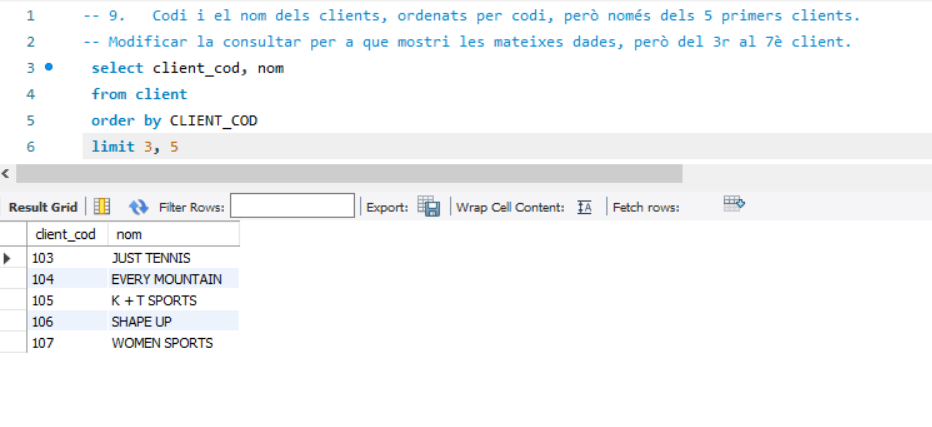 1 -- 9. Codi i el nom dels clients, ordenats per codi, però només dels 5 primers clients.
2 -- Modificar la consultar per a que mostri les mateixes dades, però del 3r al 7è client.
3 select client_cod, nom
4 from client
5 order by CLIENT_COD
6 limit 3, 5
Result Grid Filter Rows: Export: Wrap Cell Content: IA Fetch rows:
client_cod nom
103 JUST TENNIS
104 EVERY MOUNTAIN
105 K + T SPORTS
106 SHAPE UP
107 WOMEN SPORTS